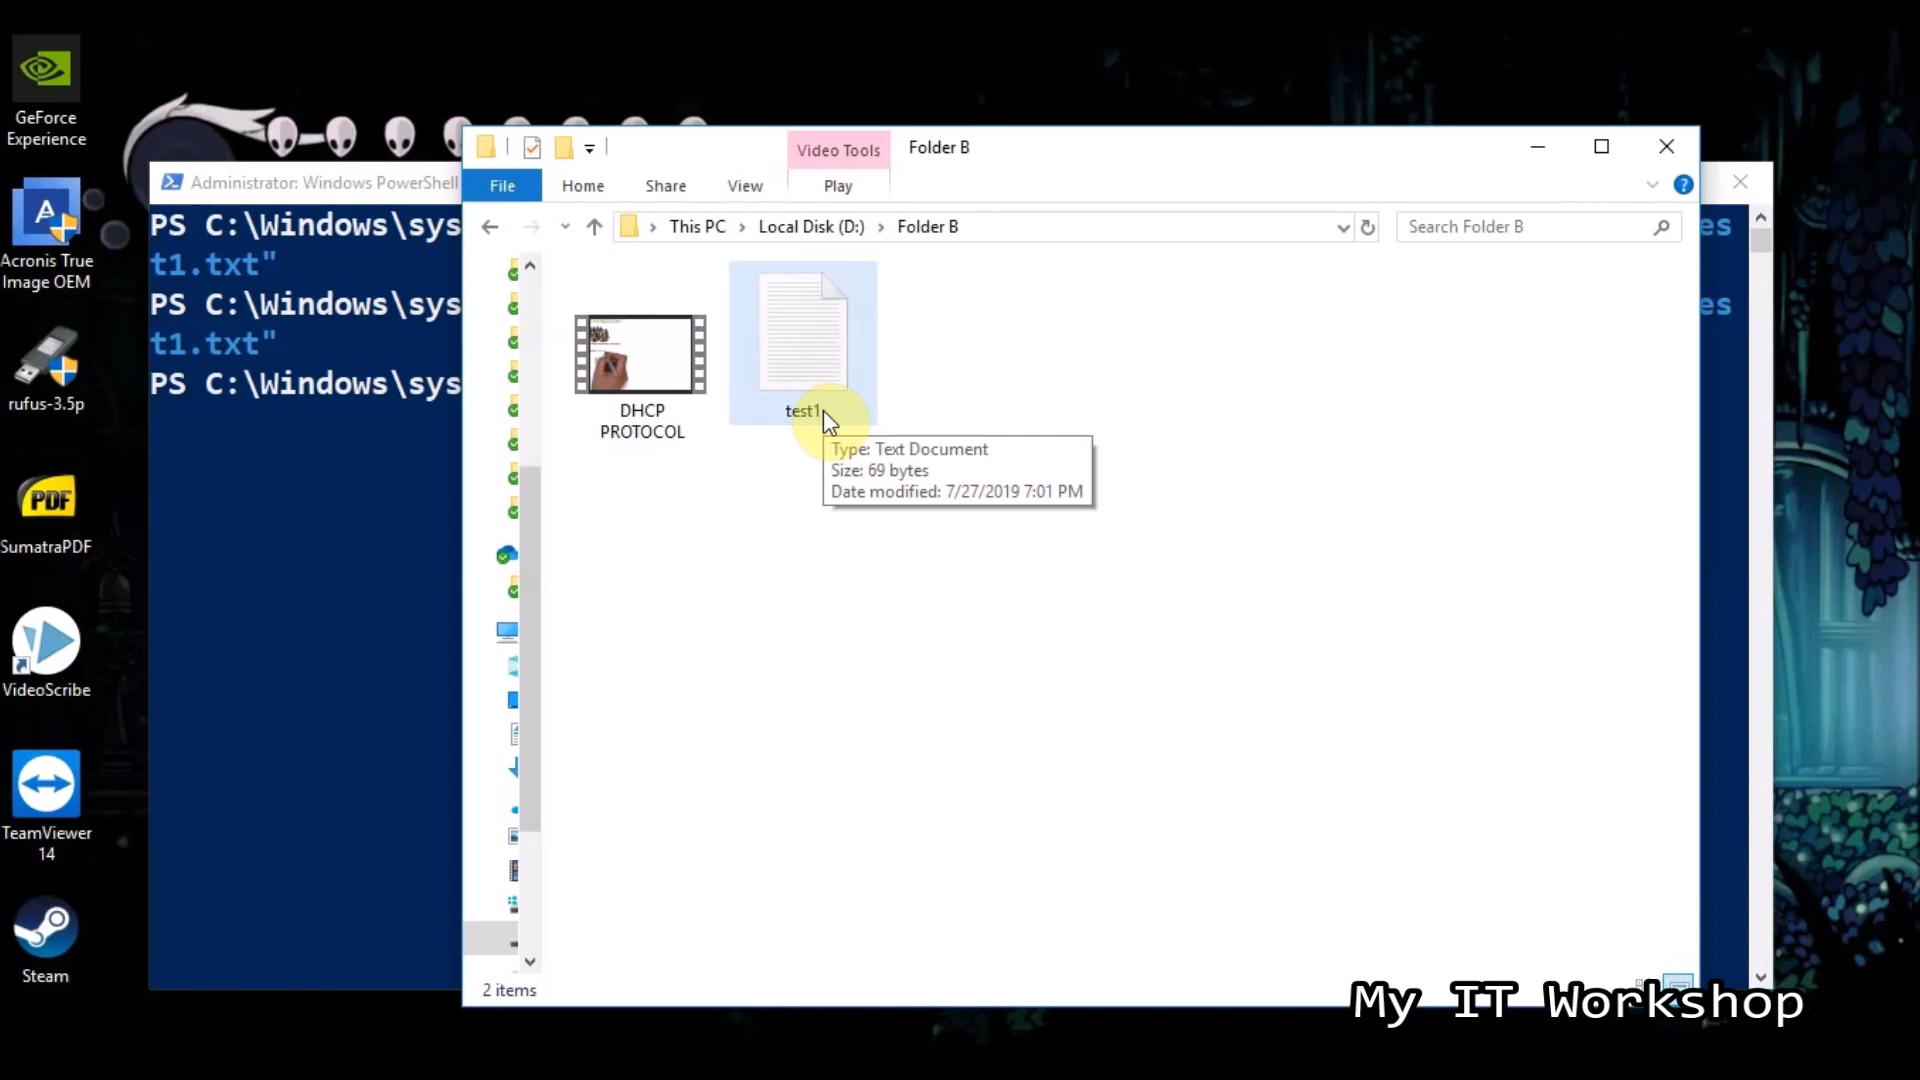 GeForce
Experience
Acronis True
Image OEM
rufus-3.5p
PDF
SumatraPDF
VideoScribe
TeamViewer
14
Steam
Administrator: Windows PowerShell
PS C:\Windows\sys
es
t1.txt"
PS C:\Windows\sys
es
t1.txt"
PS C:\Windows\sys
Video Tools
Folder B
File
Home
Share
View
Play
This PC
Local Disk (D:)
Folder B
Search Folder B
DHCP
PROTOCOL
test1
Type: Text Document
Size: 69 bytes
Date modified: 7/27/2019 7:01 PM
2 items
My IT Workshop